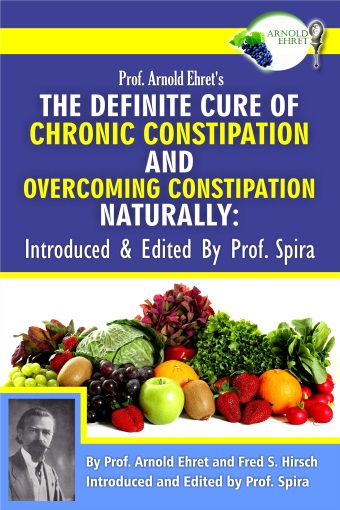 ARNOLD
EHRET
Prof. Arnold Ehret's
THE DEFINITE CURE OF
CHRONIC CONSTIPATION
AND
OVERCOMING CONSTIPATION
NATURALLY:
Introduced & Edited By Prof. Spira
By Prof. Arnold Ehret and Fred S. Hirsch
Introduced and Edited by Prof. Spira